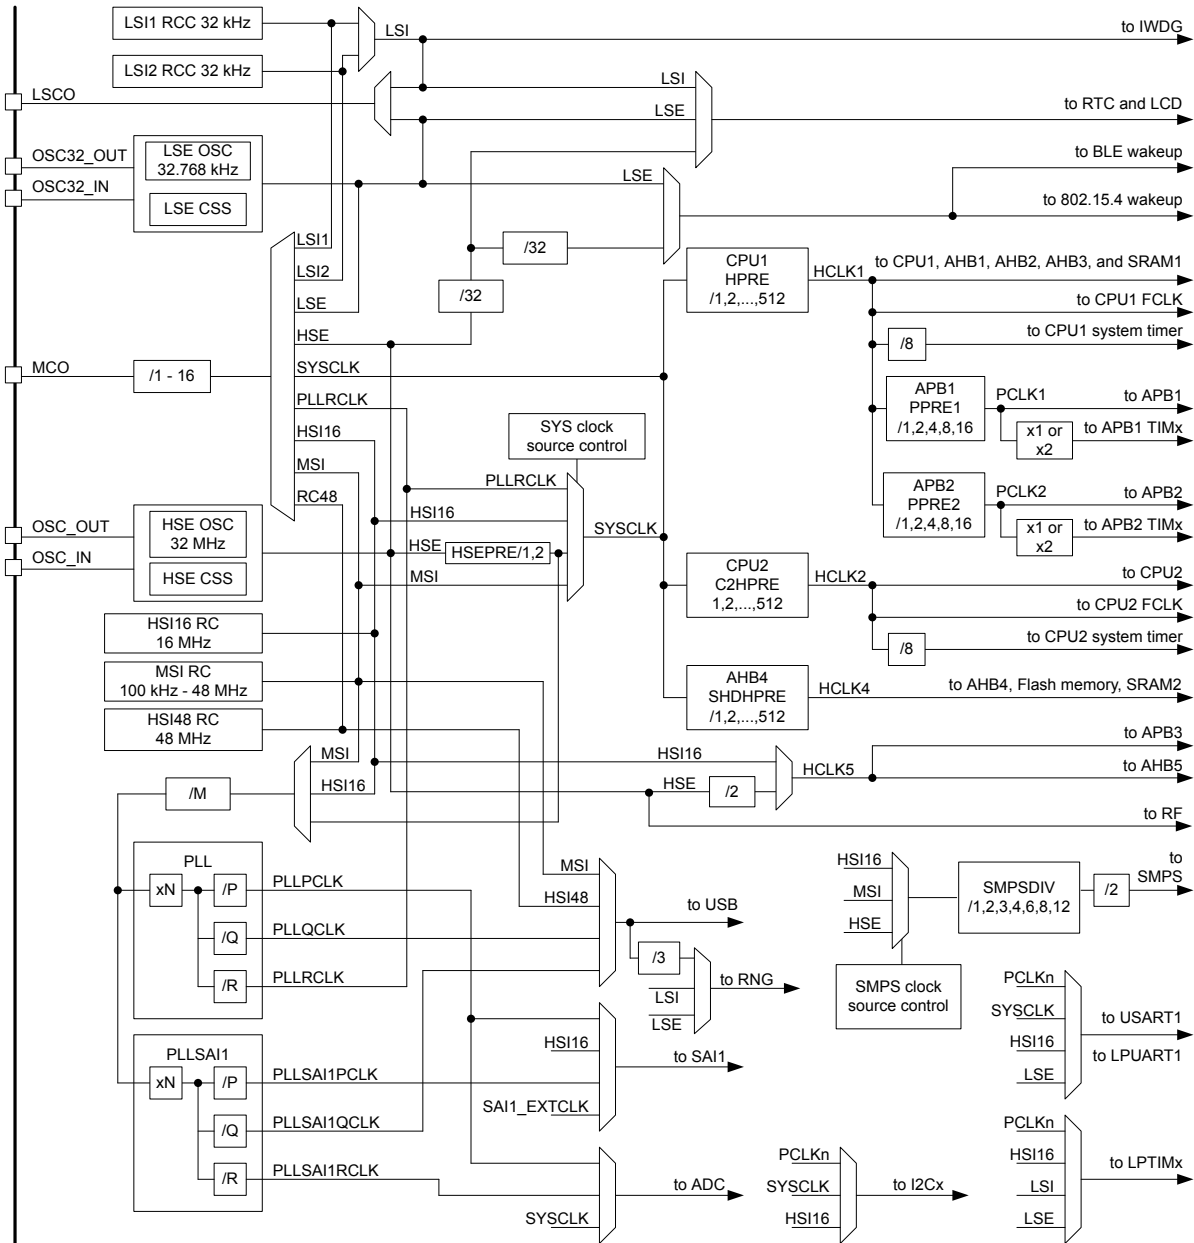 LSI1 RCC 32 kHz
LSI
to IWDG
LSI2 RCC 32 kHz
LSCO
LSI
LSE
to RTC and LCD
OSC32_OUT
LSE OSC
32.768 kHz
OSC32_IN
LSE CSS
LSE
to BLE wakeup
to 802.15.4 wakeup
LSI1
LSI2
LSE
HSE
SYSCLK
PLLRCLK
HSI16
MSI
RC48
/32
/32
MCO
/1 - 16
CPU1
HPRE
/1,2,...,512
HCLK1
to CPU1, AHB1, AHB2, AHB3, and SRAM1
to CPU1 FCLK
/8
to CPU1 system timer
APB1
PPRE1
/1,2,4,8,16
PCLK1
to APB1
x1 or
x2
to APB1 TIMx
APB2
PPRE2
/1,2,4,8,16
PCLK2
to APB2
x1 or
x2
to APB2 TIMx
SYS clock
source control
PLLRCLK
HSI16
HSE
HSEPRE/1,2
MSI
SYSCLK
OSC_OUT
HSE OSC
32 MHz
OSC_IN
HSE CSS
CPU2
C2HPRE
1,2,...,512
HCLK2
to CPU2
to CPU2 FCLK
/8
to CPU2 system timer
HSI16 RC
16 MHz
MSI RC
100 kHz - 48 MHz
HSI48 RC
48 MHz
AHB4
SHDHPRE
/1,2,...,512
HCLK4
to AHB4, Flash memory, SRAM2
MSI
HSI16
/M
HSI16
HSE
/2
HCLK5
to APB3
to AHB5
to RF
PLL
xN
/P
PLLPCLK
/Q
PLLQCLK
/R
PLLRCLK
MSI
HSI48
to USB
/3
LSI
LSE
to RNG
HSI16
MSI
HSE
SMPSDIV
/1,2,3,4,6,8,12
/2
to
SMPS
SMPS clock
source control
PLLSAI1
xN
/P
PLLSAI1PCLK
/Q
PLLSAI1QCLK
/R
PLLSAI1RCLK
HSI16
SAI1_EXTCLK
to SAI1
SYSCLK
to ADC
PCLKn
SYSCLK
HSI16
to I2Cx
PCLKn
SYSCLK
HSI16
LSE
to USART1
to LPUART1
PCLKn
HSI16
LSI
LSE
to LPTIMx